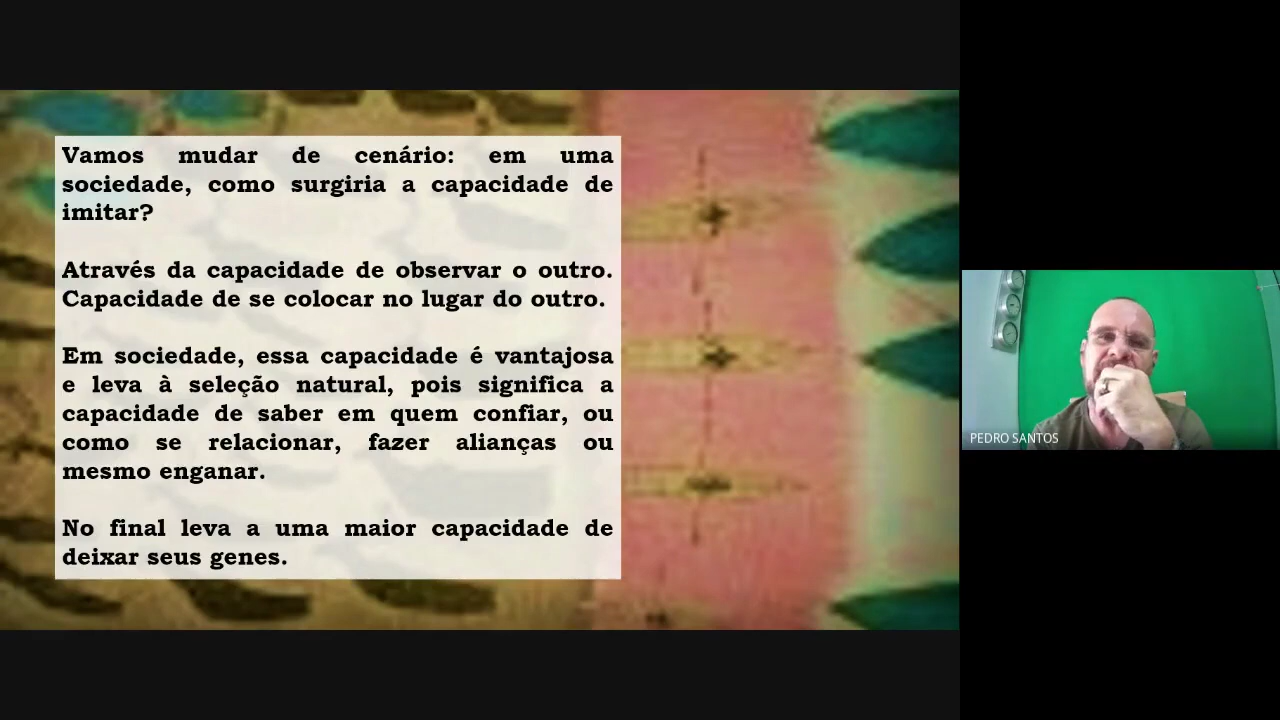 Vamos mudar de cenário: em uma
sociedade, como surgiria a capacidade de
imitar?
Através da capacidade de observar o outro.
Capacidade de se colocar no lugar do outro.
Em sociedade, essa capacidade é vantajosa
e leva à seleção natural, pois significa a
capacidade de saber em quem confiar, ou
como se relacionar, fazer alianças ou
mesmo enganar.
No final leva a uma maior capacidade de
deixar seus genes.
PEDRO SANTOS